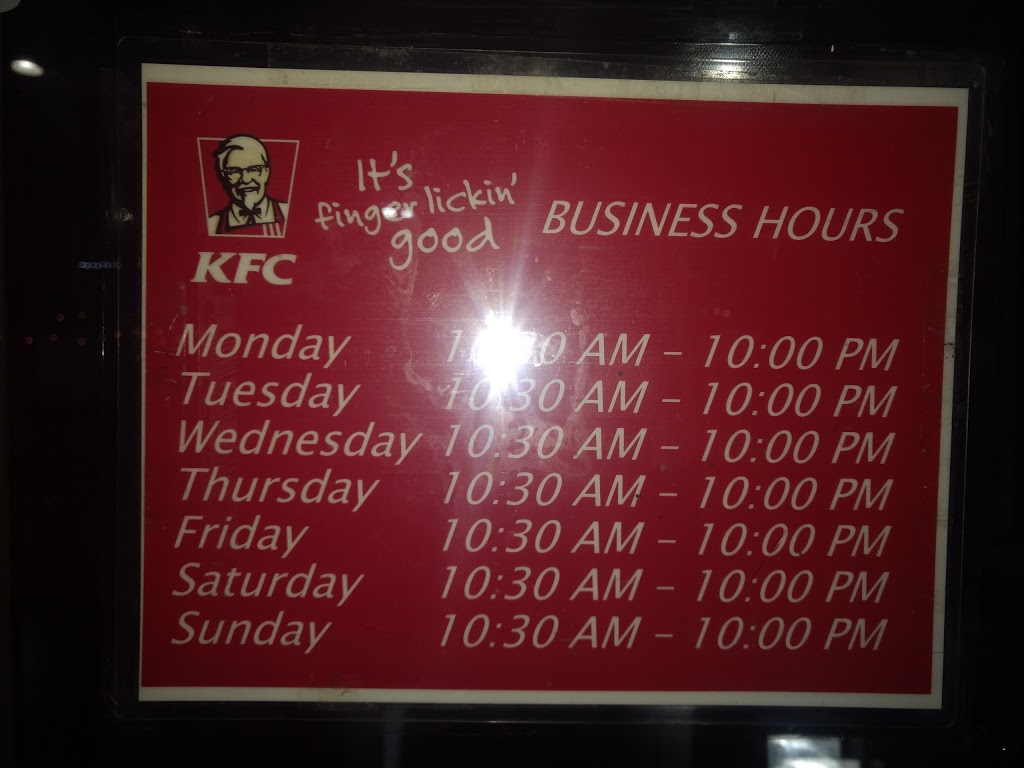 It's
finger lickin'
good
BUSINESS HOURS
KFC
Monday 10:30 AM – 10:00 PM
Tuesday 10:30 AM – 10:00 PM
Wednesday 10:30 AM – 10:00 PM
Thursday 10:30 AM – 10:00 PM
Friday 10:30 AM – 10:00 PM
Saturday 10:30 AM – 10:00 PM
Sunday 10:30 AM – 10:00 PM